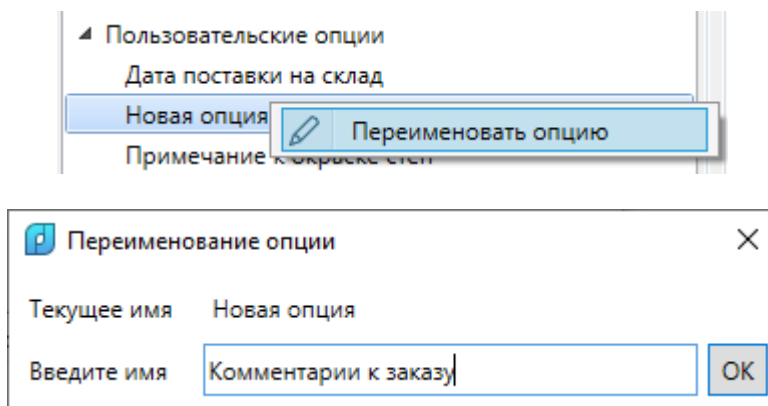 Пользовательские опции
Дата поставки на склад
Новая опция
Переименовать опцию
Примечание к окраске стен
Переименование опции
Текущее имя Новая опция
Введите имя Комментарии к заказу OK